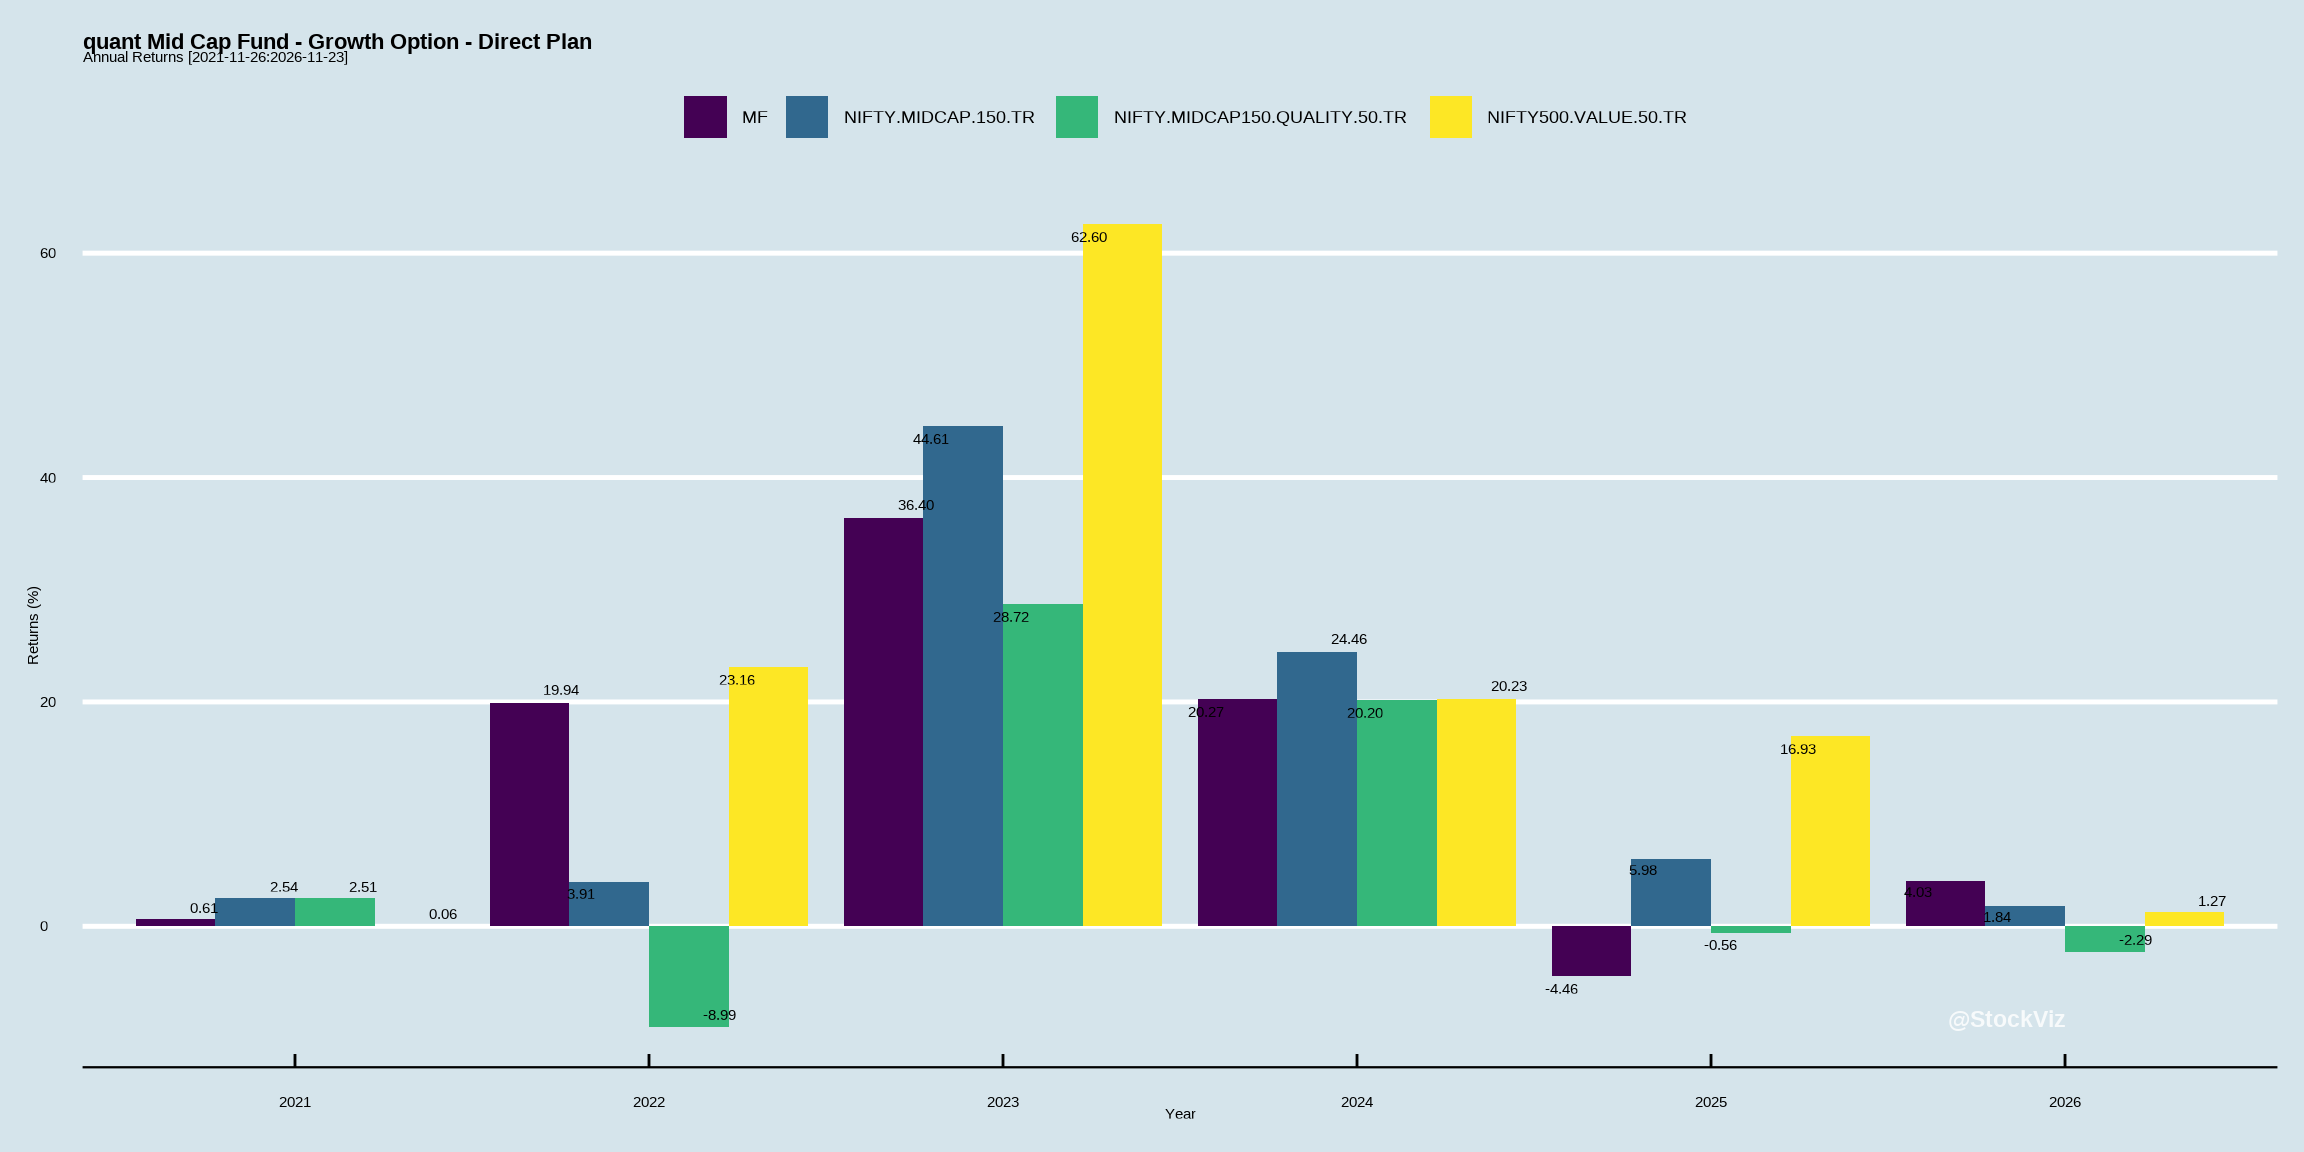 quant Mid Cap Fund - Growth Option - Direct Plan
Annual Returns [2021-11-26:2026-11-23]
MF NIFTY.MIDCAP.150.TR NIFTY.MIDCAP150.QUALITY.50.TR NIFTY500.VALUE.50.TR
60
40
20
0
Returns (%)
0.61 2.54 2.51 0.06
19.94 3.91 -8.99 23.16
36.40 44.61 28.72 62.60
20.27 24.46 20.20 20.23
-4.46 5.98 -0.56 16.93
4.03 1.84 -2.29 1.27
@StockViz
2021 2022 2023 2024 2025 2026
Year